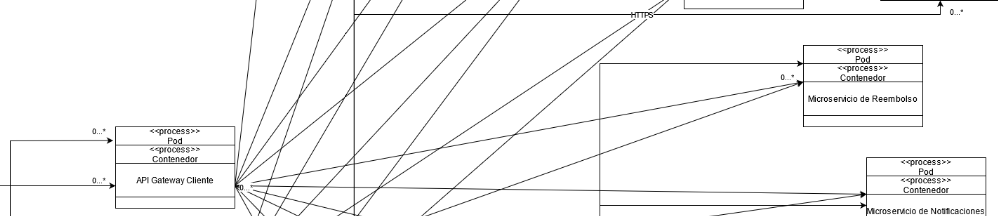 HTTPS
0...*
<<process>>
Pod
<<process>>
Contenedor
0...*
Microservicio de Reembolso
0...*
<<process>>
Pod
<<process>>
Contenedor
0...*
API Gateway Cliente
<<process>>
Pod
<<process>>
Contenedor
Microservicio de Notificaciones